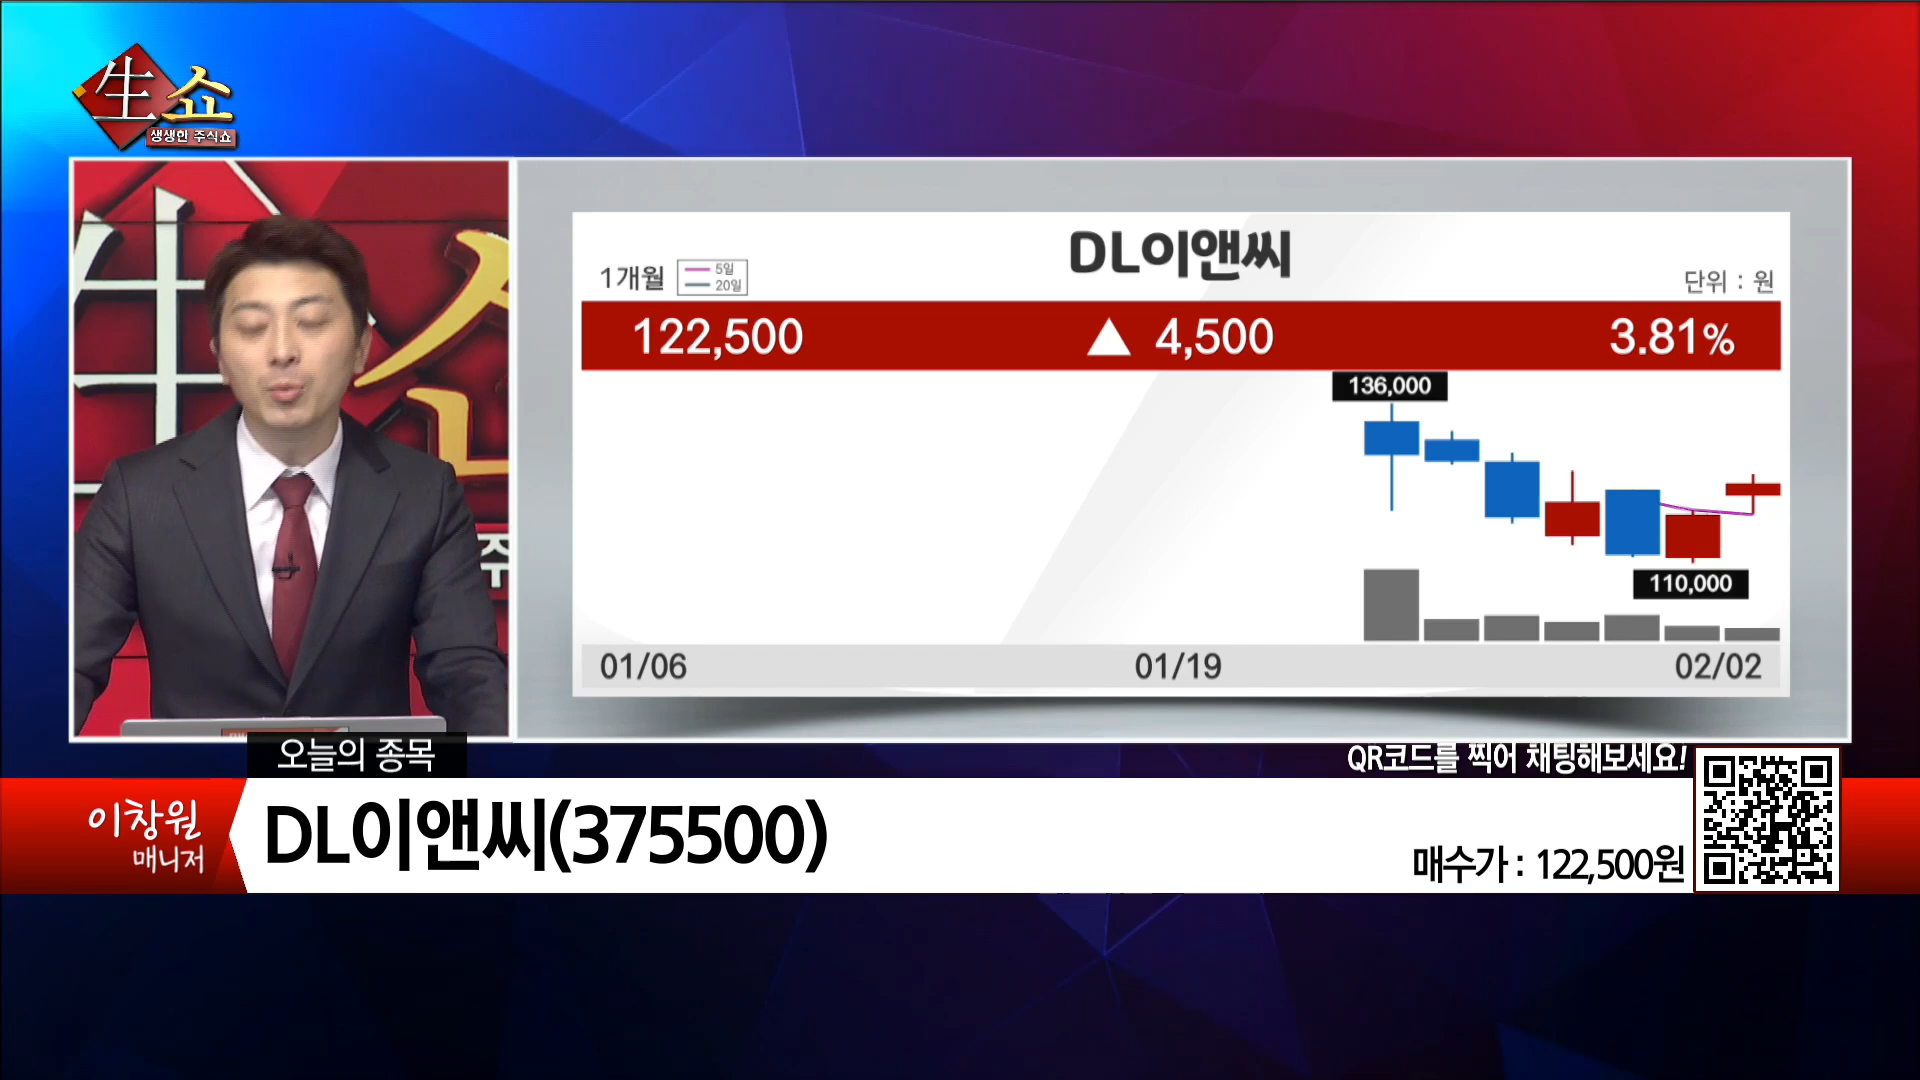 生쇼
생생한 주식쇼
DL이앤씨
1개월
5일
20일
단위 : 원
122,500 ▲ 4,500 3.81%
136,000
110,000
01/06 01/19 02/02
生쇼
주
오늘의 종목
QR코드를 찍어 채팅해보세요!
이창원
매니저
DL이앤씨(375500)
매수가 : 122,500원